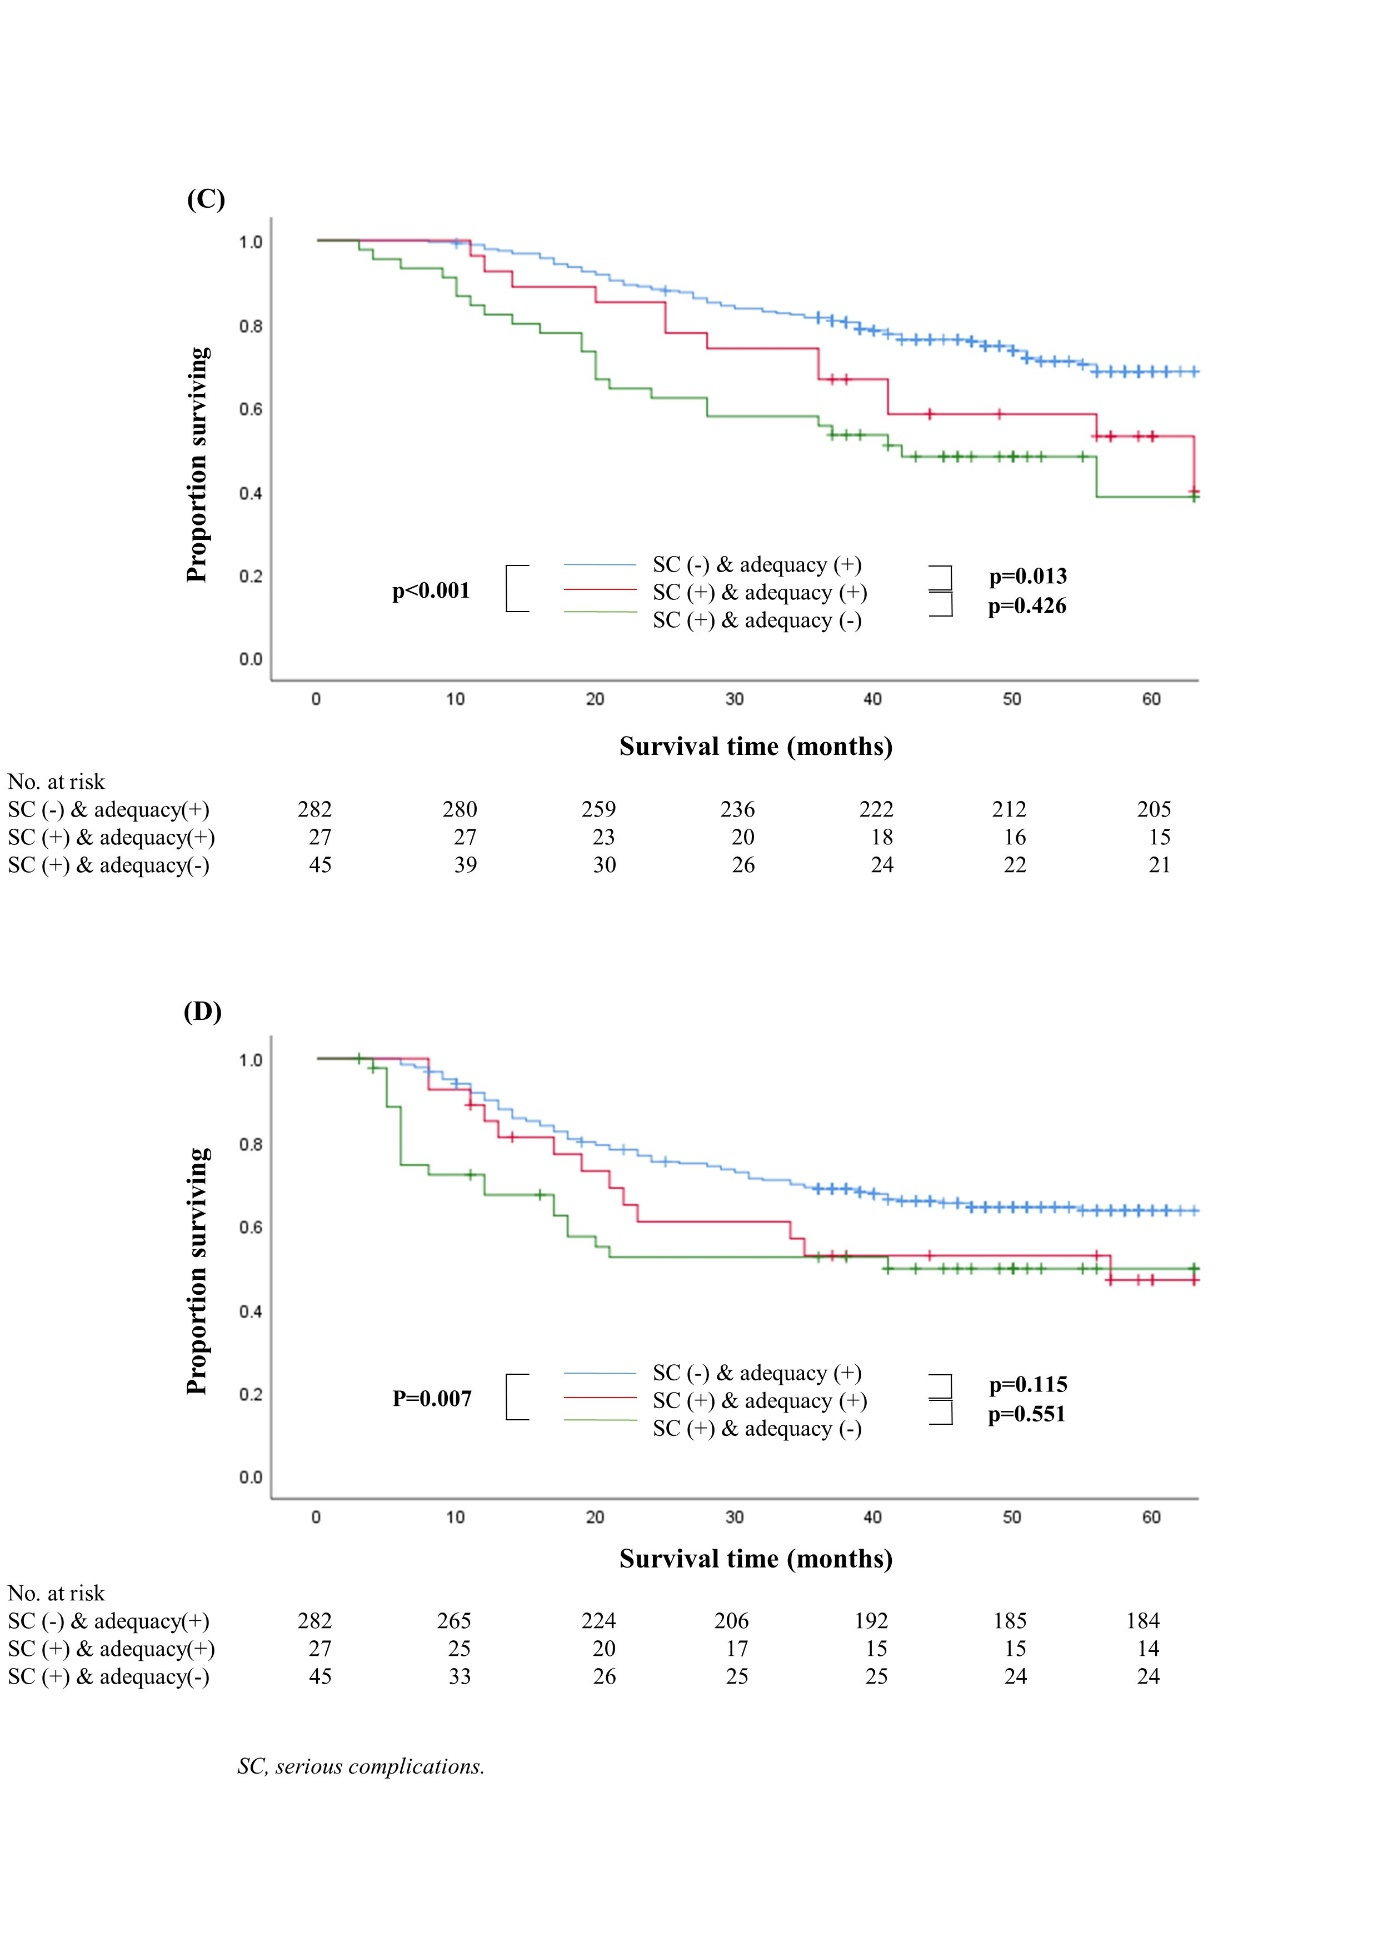 (C)
1.0
0.8
0.6
0.4
0.2
0.0
Proportion surviving
p<0.001
SC (-) & adequacy (+)
SC (+) & adequacy (+)
SC (+) & adequacy (-)
p=0.013
p=0.426
0 10 20 30 40 50 60
Survival time (months)
No. at risk
SC (-) & adequacy(+) 282 280 259 236 222 212 205
SC (+) & adequacy(+) 27 27 23 20 18 16 15
SC (+) & adequacy(-) 45 39 30 26 24 22 21
(D)
1.0
0.8
0.6
0.4
0.2
0.0
Proportion surviving
P=0.007
SC (-) & adequacy (+)
SC (+) & adequacy (+)
SC (+) & adequacy (-)
p=0.115
p=0.551
0 10 20 30 40 50 60
Survival time (months)
No. at risk
SC (-) & adequacy(+) 282 265 224 206 192 185 184
SC (+) & adequacy(+) 27 25 20 17 15 15 14
SC (+) & adequacy(-) 45 33 26 25 25 24 24
SC, serious complications.